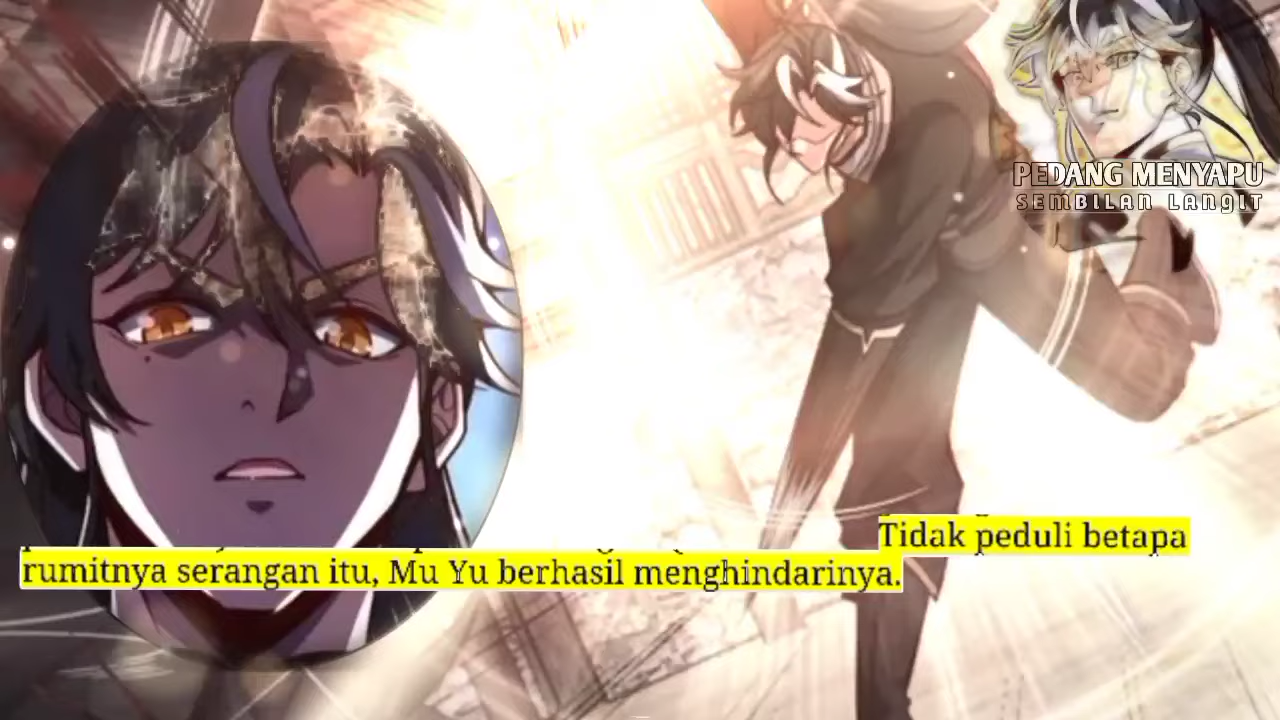 PEDANG MENYAPU
SEMBILAN LANGIT
Tidak peduli betapa
rumitnya serangan itu, Mu Yu berhasil menghindarinya.